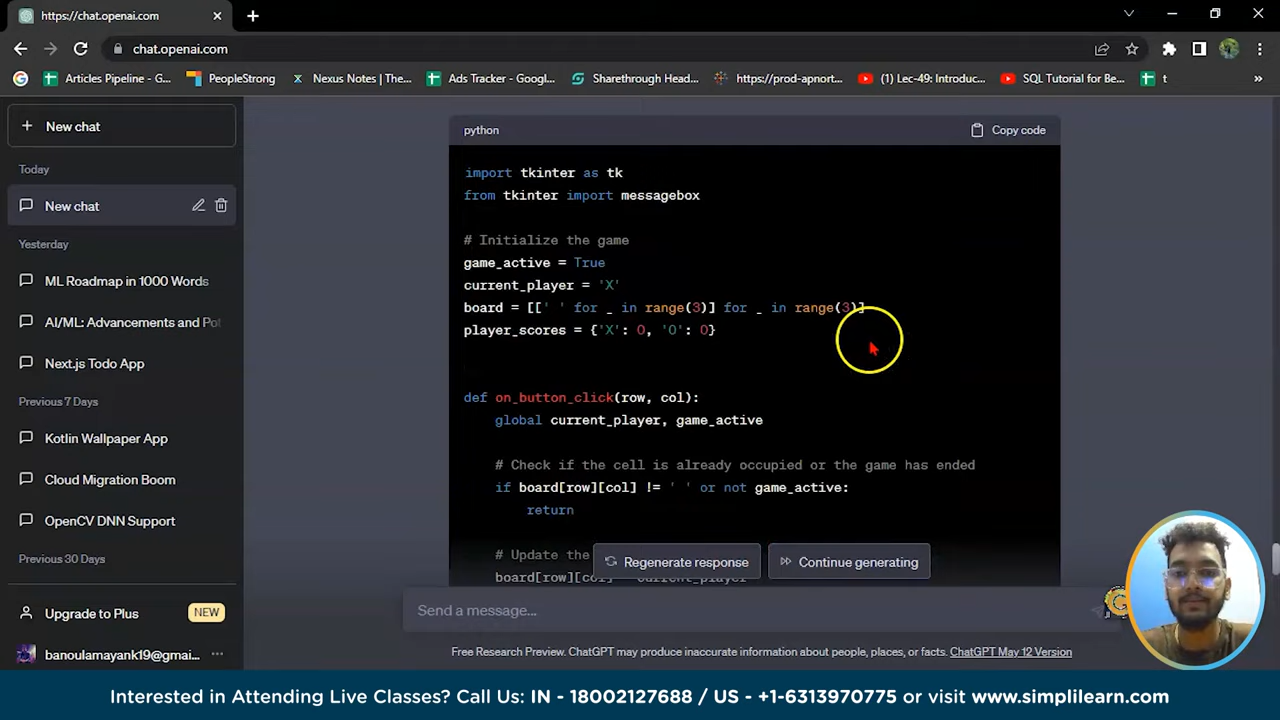 https://chat.openai.com
chat.openai.com
Articles Pipeline - G...
PeopleStrong
Nexus Notes | The...
Ads Tracker - Googl...
Sharethrough Head...
https://prod-apnort...
(1) Lec-49: Introduc...
SQL Tutorial for Be...
t
»
New chat
Today
New chat
Yesterday
ML Roadmap in 1000 Words
AI/ML: Advancements and Pot
Next.js Todo App
Previous 7 Days
Kotlin Wallpaper App
Cloud Migration Boom
OpenCV DNN Support
Previous 30 Days
Upgrade to Plus NEW
banoulamayank19@gmai...
python Copy code
import tkinter as tk
from tkinter import messagebox
# Initialize the game
game_active = True
current_player = 'X'
board = [[' ' for _ in range(3)] for _ in range(3)]
player_scores = {'X': 0, 'O': 0}
def on_button_click(row, col):
global current_player, game_active
# Check if the cell is already occupied or the game has ended
if board[row][col] != ' ' or not game_active:
return
# Update the
board[row][col] = current_player
Regenerate response Continue generating
Send a message...
Free Research Preview. ChatGPT may produce inaccurate information about people, places, or facts. ChatGPT May 12 Version
Interested in Attending Live Classes? Call Us: IN - 18002127688 / US - +1-6313970775 or visit www.simplilearn.com